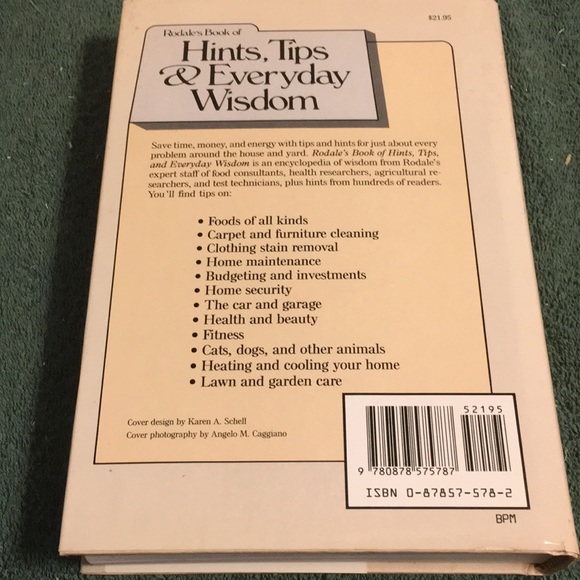 $21.95
Rodale's Book of
Hints, Tips
& Everyday
Wisdom
Save time, money, and energy with tips and hints for just about every
problem around the house and yard. Rodale's Book of Hints, Tips,
and Everyday Wisdom is an encyclopedia of wisdom from Rodale's
expert staff of food consultants, health researchers, agricultural re-
searchers, and test technicians, plus hints from hundreds of readers.
You'll find tips on:
• Foods of all kinds
• Carpet and furniture cleaning
• Clothing stain removal
• Home maintenance
• Budgeting and investments
• Home security
• The car and garage
• Health and beauty
• Fitness
• Cats, dogs, and other animals
• Heating and cooling your home
• Lawn and garden care
Cover design by Karen A. Schell
Cover photography by Angelo M. Caggiano
52195
9 780878 575787
ISBN 0-87857-578-2
BPM